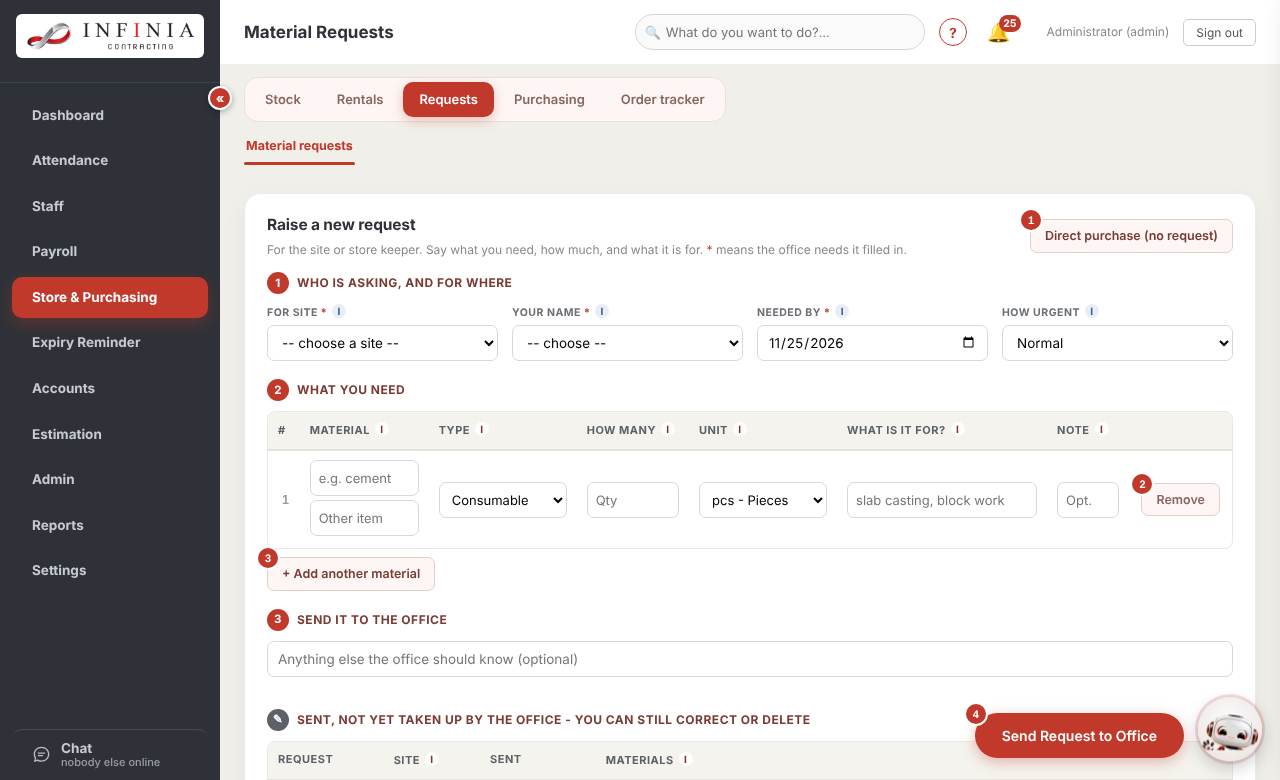 INFINIA
CONTRACTING
Material Requests
What do you want to do?...
?
25
Administrator (admin)
Sign out
«
Dashboard
Attendance
Staff
Payroll
Store & Purchasing
Expiry Reminder
Accounts
Estimation
Admin
Reports
Settings
Chat
nobody else online
Stock Rentals Requests Purchasing Order tracker
Material requests
Raise a new request
For the site or store keeper. Say what you need, how much, and what it is for. * means the office needs it filled in.
1
Direct purchase (no request)
1 WHO IS ASKING, AND FOR WHERE
FOR SITE * I YOUR NAME * I NEEDED BY * I HOW URGENT I
-- choose a site -- -- choose -- 11/25/2026 Normal
2 WHAT YOU NEED
# MATERIAL I TYPE I HOW MANY I UNIT I WHAT IS IT FOR? I NOTE I
1 e.g. cement Consumable Qty pcs - Pieces slab casting, block work Opt. 2 Remove
Other item
3
+ Add another material
3 SEND IT TO THE OFFICE
Anything else the office should know (optional)
✎ SENT, NOT YET TAKEN UP BY THE OFFICE - YOU CAN STILL CORRECT OR DELETE
4
Send Request to Office
REQUEST SITE I SENT MATERIALS I